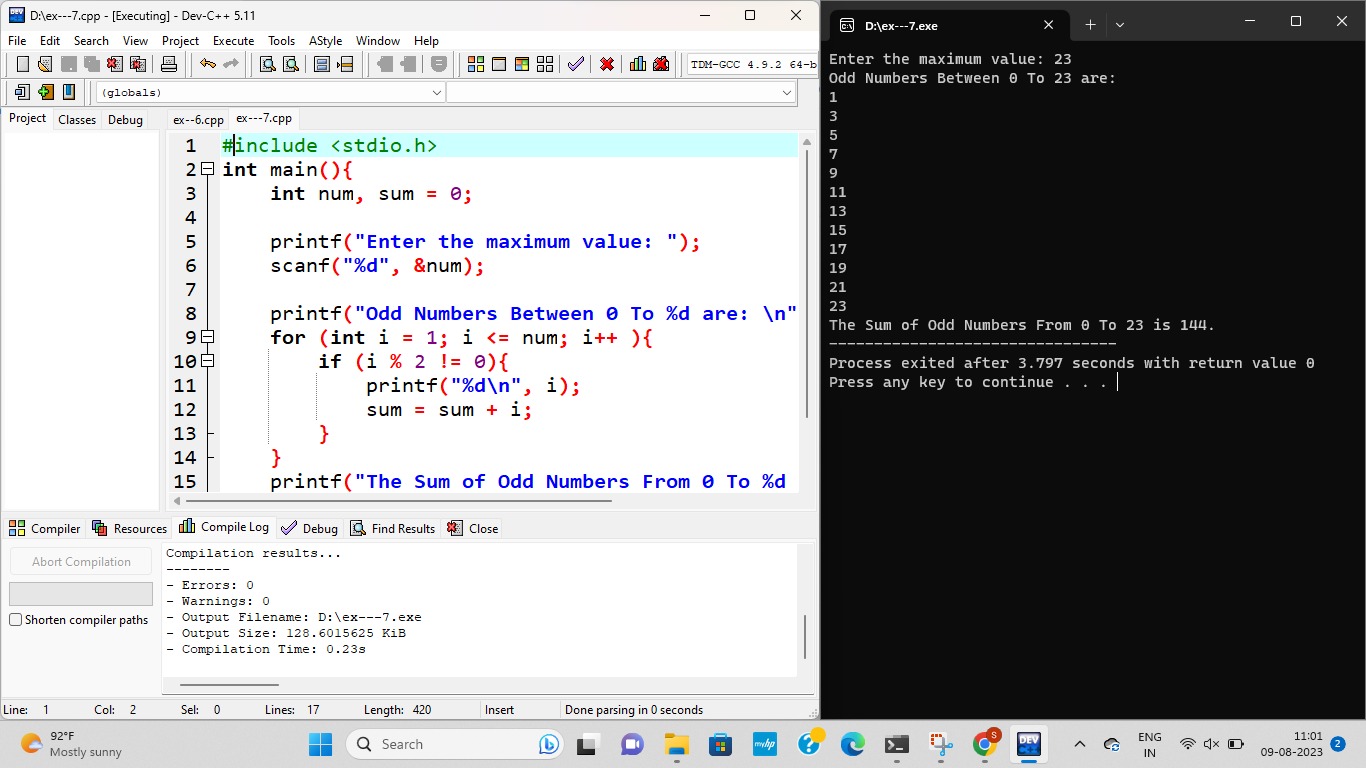 D:\ex---7.cpp - [Executing] - Dev-C++ 5.11
File Edit Search View Project Execute Tools AStyle Window Help
TDM-GCC 4.9.2 64-b
(globals)
Project Classes Debug
ex--6.cpp ex---7.cpp
1 #include <stdio.h>
2 int main(){
3 int num, sum = 0;
4
5 printf("Enter the maximum value: ");
6 scanf("%d", &num);
7
8 printf("Odd Numbers Between 0 To %d are: \n"
9 for (int i = 1; i <= num; i++ ){
10 if (i % 2 != 0){
11 printf("%d\n", i);
12 sum = sum + i;
13 }
14 }
15 printf("The Sum of Odd Numbers From 0 To %d
Compiler Resources Compile Log Debug Find Results Close
Abort Compilation
Shorten compiler paths
Compilation results...
--------
- Errors: 0
- Warnings: 0
- Output Filename: D:\ex---7.exe
- Output Size: 128.6015625 KiB
- Compilation Time: 0.23s
Line: 1 Col: 2 Sel: 0 Lines: 17 Length: 420 Insert Done parsing in 0 seconds
D:\ex---7.exe
Enter the maximum value: 23
Odd Numbers Between 0 To 23 are:
1
3
5
7
9
11
13
15
17
19
21
23
The Sum of Odd Numbers From 0 To 23 is 144.
--------------------------------
Process exited after 3.797 seconds with return value 0
Press any key to continue . . .
92°F
Mostly sunny
Search
myhp
S
DEV
C++
ENG
IN
11:01
09-08-2023
2